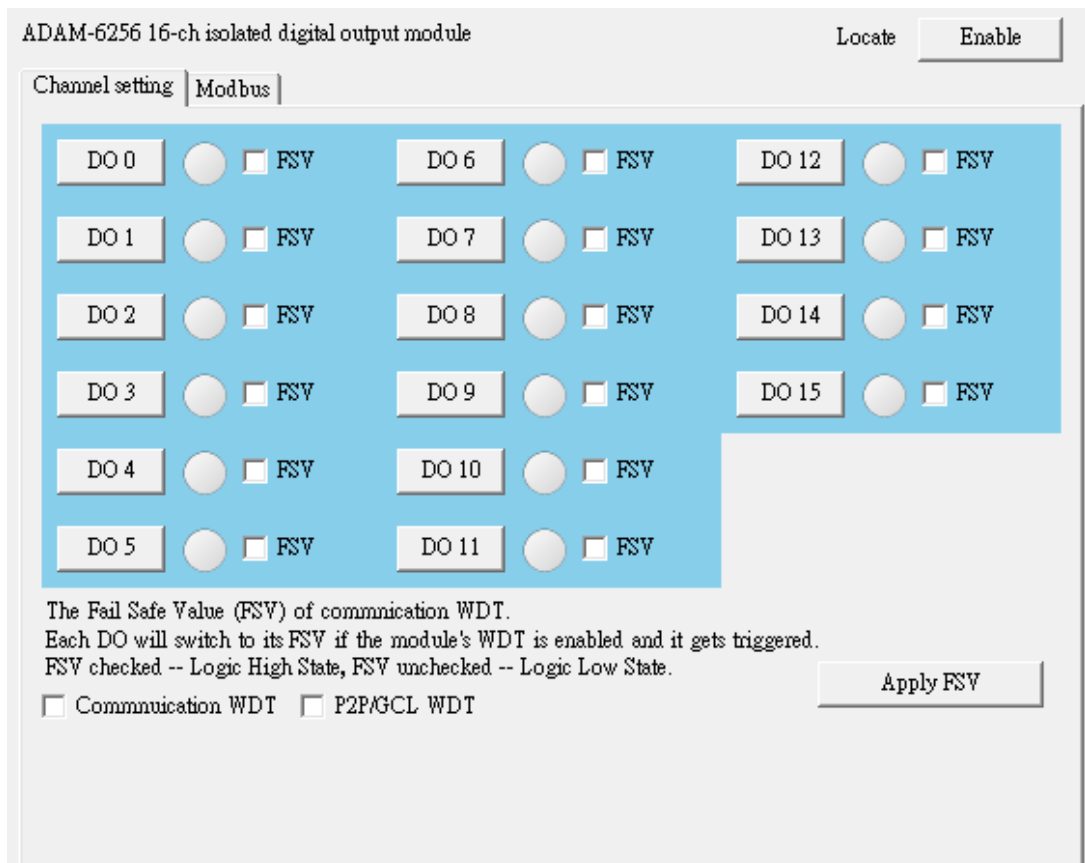 ADAM-6256 16-ch isolated digital output module
Locate
Enable
Channel setting
Modbus
DO 0 FSV DO 6 FSV DO 12 FSV
DO 1 FSV DO 7 FSV DO 13 FSV
DO 2 FSV DO 8 FSV DO 14 FSV
DO 3 FSV DO 9 FSV DO 15 FSV
DO 4 FSV DO 10 FSV
DO 5 FSV DO 11 FSV
The Fail Safe Value (FSV) of commnication WDT.
Each DO will switch to its FSV if the module's WDT is enabled and it gets triggered.
FSV checked -- Logic High State, FSV unchecked -- Logic Low State.
Apply FSV
Commnuication WDT P2P/GCL WDT